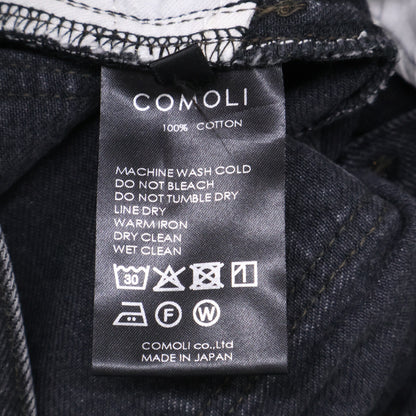 COMOLI
100% COTTON
MACHINE WASH COLD
DO NOT BLEACH
DO NOT TUMBLE DRY
LINE DRY
WARM IRON
DRY CLEAN
WET CLEAN
30
F W
COMOLI co.,Ltd
MADE IN JAPAN